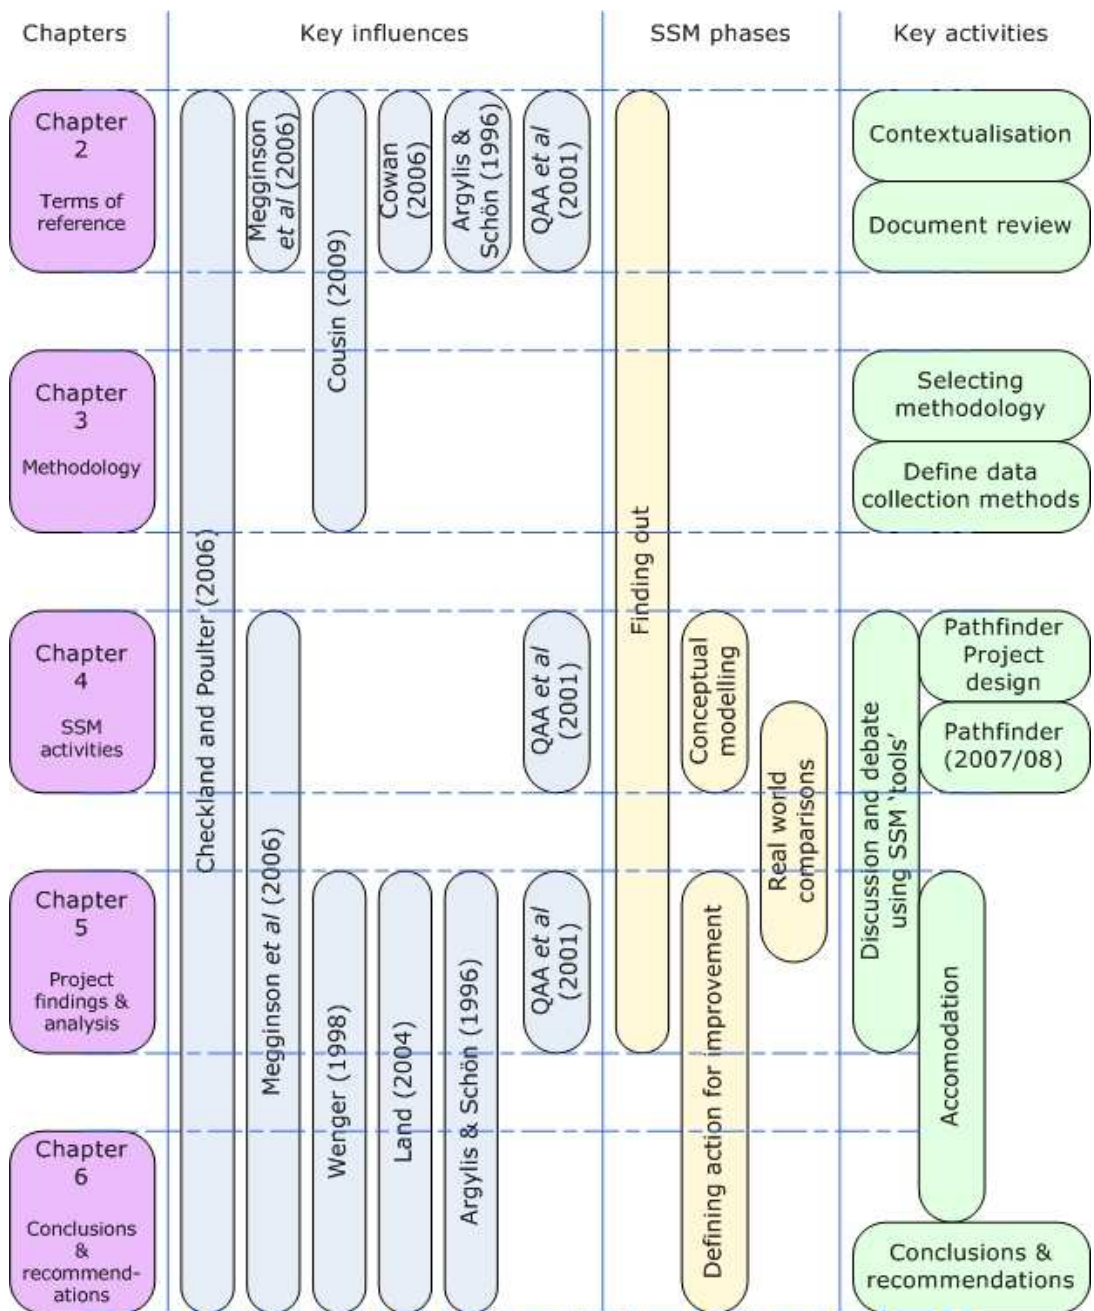 Chapters
Key influences
SSM phases
Key activities
Chapter
2
Terms of
reference
Megginson
et al (2006)
Cowan
(2006)
Argylis &
Schön (1996)
QAA et al
(2001)
Contextualisation
Document review
Cousin (2009)
Chapter
3
Methodology
Selecting
methodology
Define data
collection methods
Checkland and Poulter (2006)
Finding out
Chapter
4
SSM
activities
Megginson et al (2006)
QAA et al
(2001)
Conceptual
modelling
Real world
comparisons
Discussion and debate
using SSM ‘tools’
Pathfinder
Project
design
Pathfinder
(2007/08)
Chapter
5
Project
findings &
analysis
Wenger (1998)
Land (2004)
Argylis & Schön (1996)
QAA et al
(2001)
Defining action for improvement
Accomodation
Chapter
6
Conclusions
&
recommend-
ations
Conclusions &
recommendations